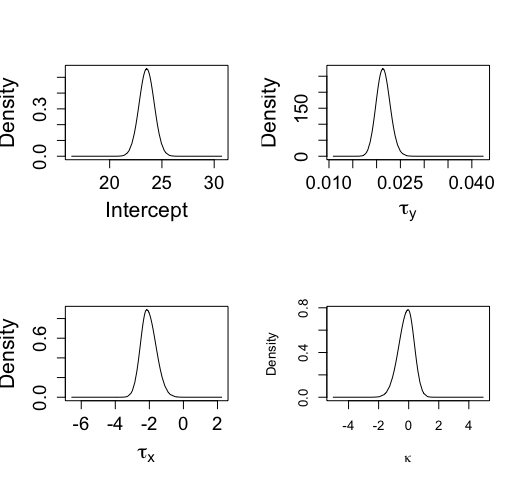 Density
0.0 0.3
20 25 30
Intercept
Density
0 150
0.010 0.025 0.040
τy
Density
0.0 0.6
-6 -4 -2 0 2
τx
Density
0.0 0.4 0.8
-4 -2 0 2 4
κ